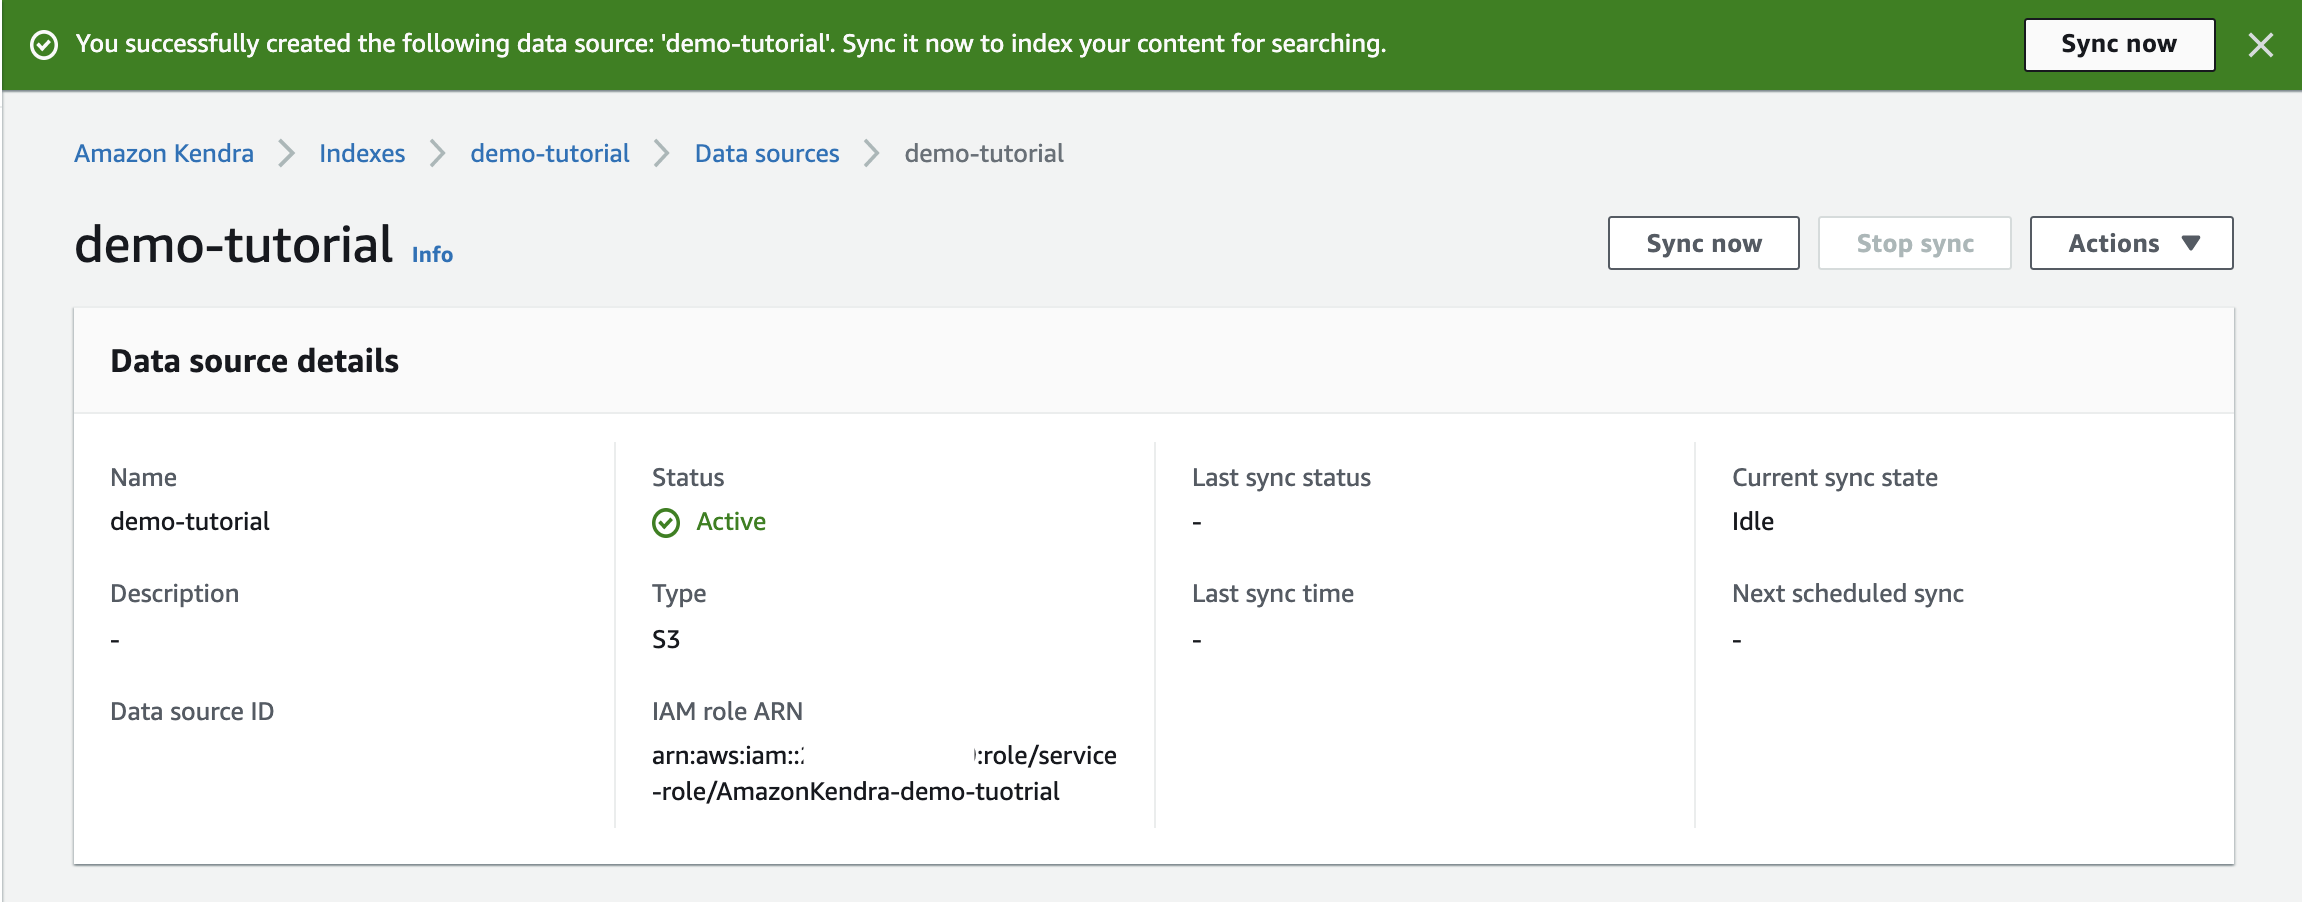 You successfully created the following data source: 'demo-tutorial'. Sync it now to index your content for searching.
Sync now
Amazon Kendra
Indexes
demo-tutorial
Data sources
demo-tutorial
demo-tutorial Info
Sync now
Stop sync
Actions
Data source details
Name
demo-tutorial
Description
-
Data source ID
Status
Active
Type
S3
IAM role ARN
arn:aws:iam:: :role/service
-role/AmazonKendra-demo-tuotrial
Last sync status
-
Last sync time
-
Current sync state
Idle
Next scheduled sync
-